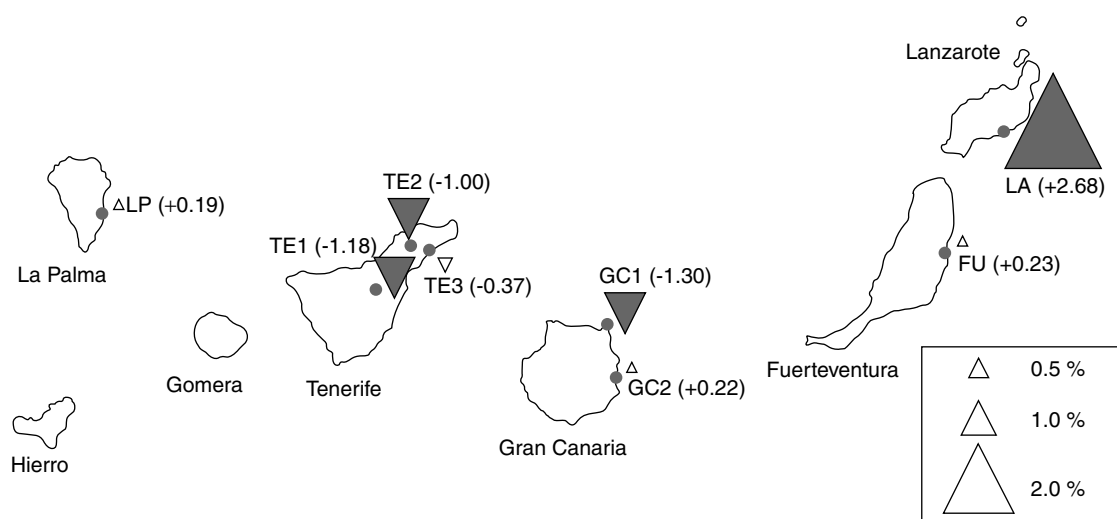 Lanzarote
TE2 (-1.00)
LA (+2.68)
LP (+0.19)
TE1 (-1.18)
La Palma
TE3 (-0.37)
GC1 (-1.30)
FU (+0.23)
Gomera
Tenerife
GC2 (+0.22)
Fuerteventura
Gran Canaria
Hierro
0.5 %
1.0 %
2.0 %